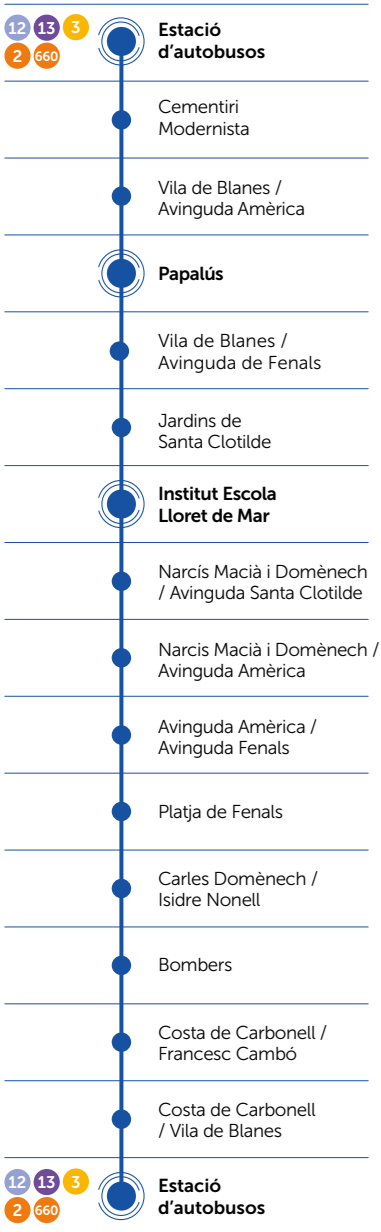 12 13 3
2 660
Estació
d'autobusos
Cementiri
Modernista
Vila de Blanes /
Avinguda Amèrica
Papalús
Vila de Blanes /
Avinguda de Fenals
Jardins de
Santa Clotilde
Institut Escola
Lloret de Mar
Narcís Macià i Domènech
/ Avinguda Santa Clotilde
Narcis Macià i Domènech /
Avinguda Amèrica
Avinguda Amèrica /
Avinguda Fenals
Platja de Fenals
Carles Domènech /
Isidre Nonell
Bombers
Costa de Carbonell /
Francesc Cambó
Costa de Carbonell
/ Vila de Blanes
12 13 3
2 660
Estació
d'autobusos